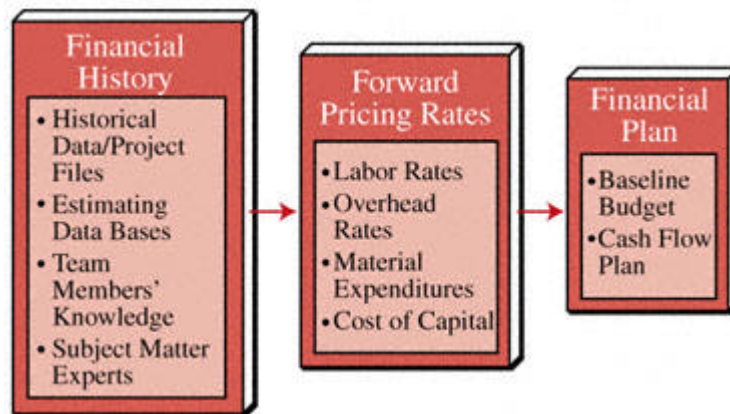 Financial
History
• Historical
Data/Project
Files
• Estimating
Data Bases
• Team
Members'
Knowledge
• Subject Matter
Experts
Forward
Pricing Rates
• Labor Rates
• Overhead
Rates
• Material
Expenditures
• Cost of Capital
Financial
Plan
• Baseline
Budget
• Cash Flow
Plan